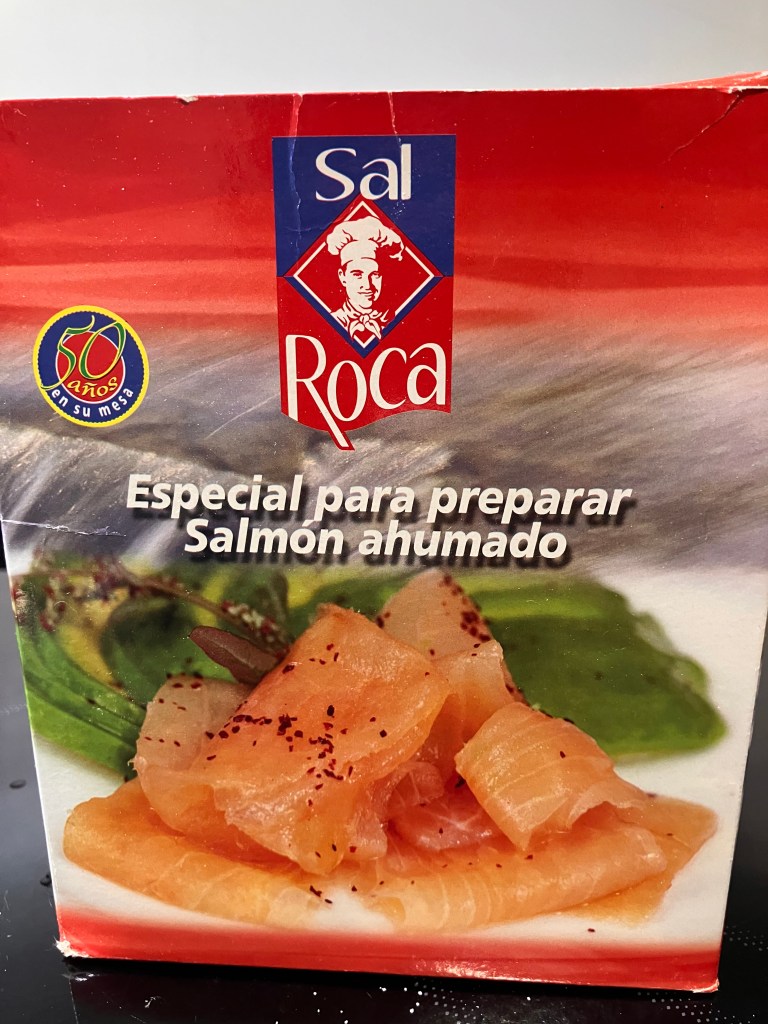 Sal
Roca
50
años
en su mesa
Especial para preparar
Salmón ahumado